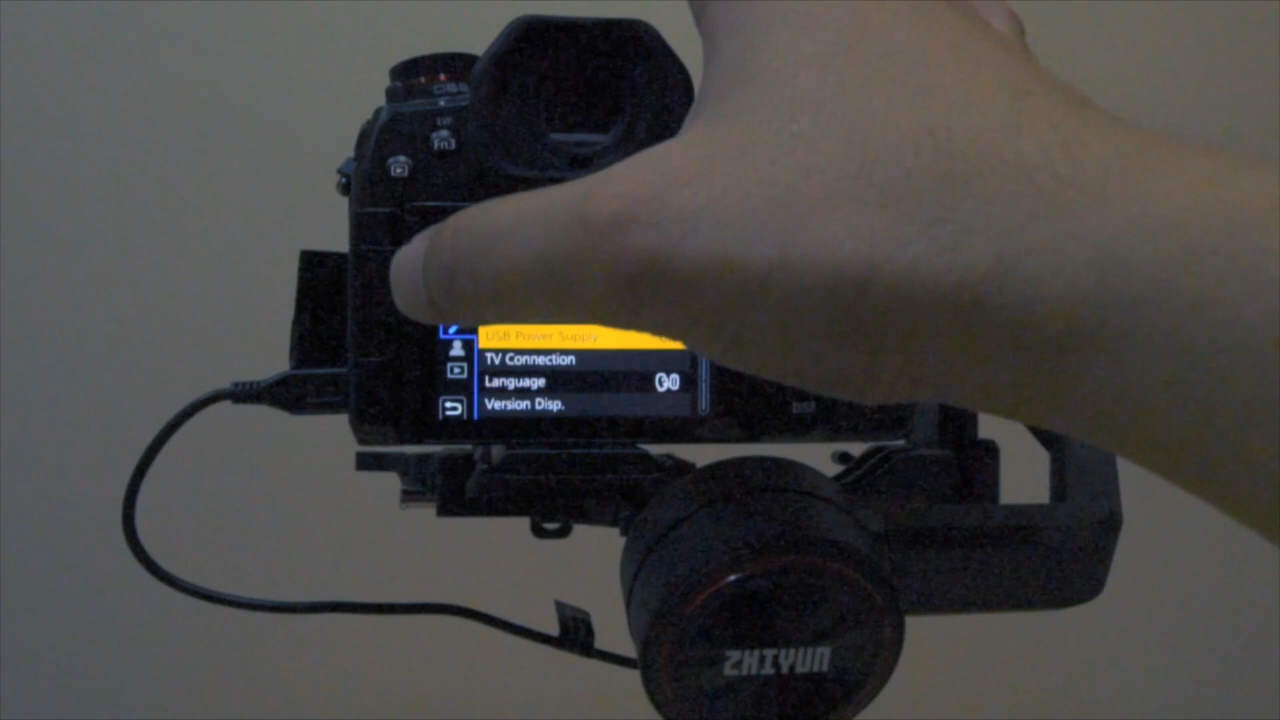 Fn3
USB Power Supply
TV Connection
Language
Version Disp.
ZHIYUN